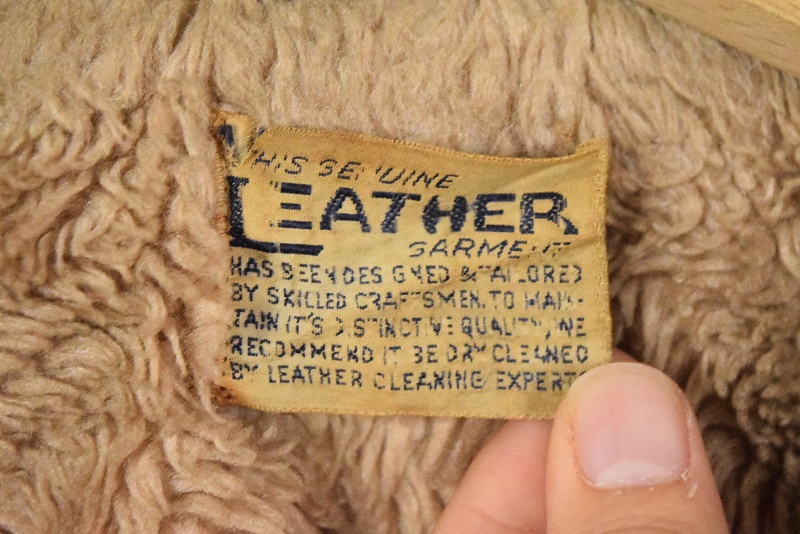 THIS GENUINE
LEATHER
GARMENT
HAS BEEN DESIGNED & TAILORED
BY SKILLED CRAFTSMEN. TO MAIN-
TAIN IT'S DISTINCTIVE QUALITY, WE
RECOMMEND IT BE DRY CLEANED
BY LEATHER CLEANING EXPERTS